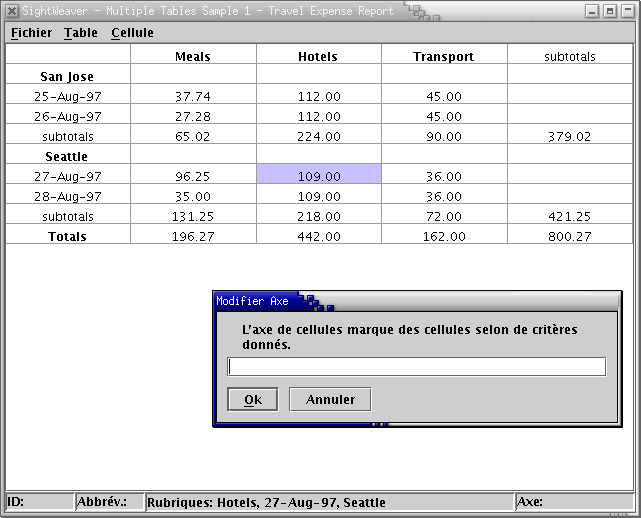 SightWeaver - Multiple Tables Sample 1 - Travel Expense Report
Fichier Table Cellule
Meals Hotels Transport subtotals
San Jose
25-Aug-97 37.74 112.00 45.00
26-Aug-97 27.28 112.00 45.00
subtotals 65.02 224.00 90.00 379.02
Seattle
27-Aug-97 96.25 109.00 36.00
28-Aug-97 35.00 109.00 36.00
subtotals 131.25 218.00 72.00 421.25
Totals 196.27 442.00 162.00 800.27
Modifier Axe
L'axe de cellules marque des cellules selon de critères
donnés.
Ok Annuler
ID: Abbrév.: Rubriques: Hotels, 27-Aug-97, Seattle Axe: